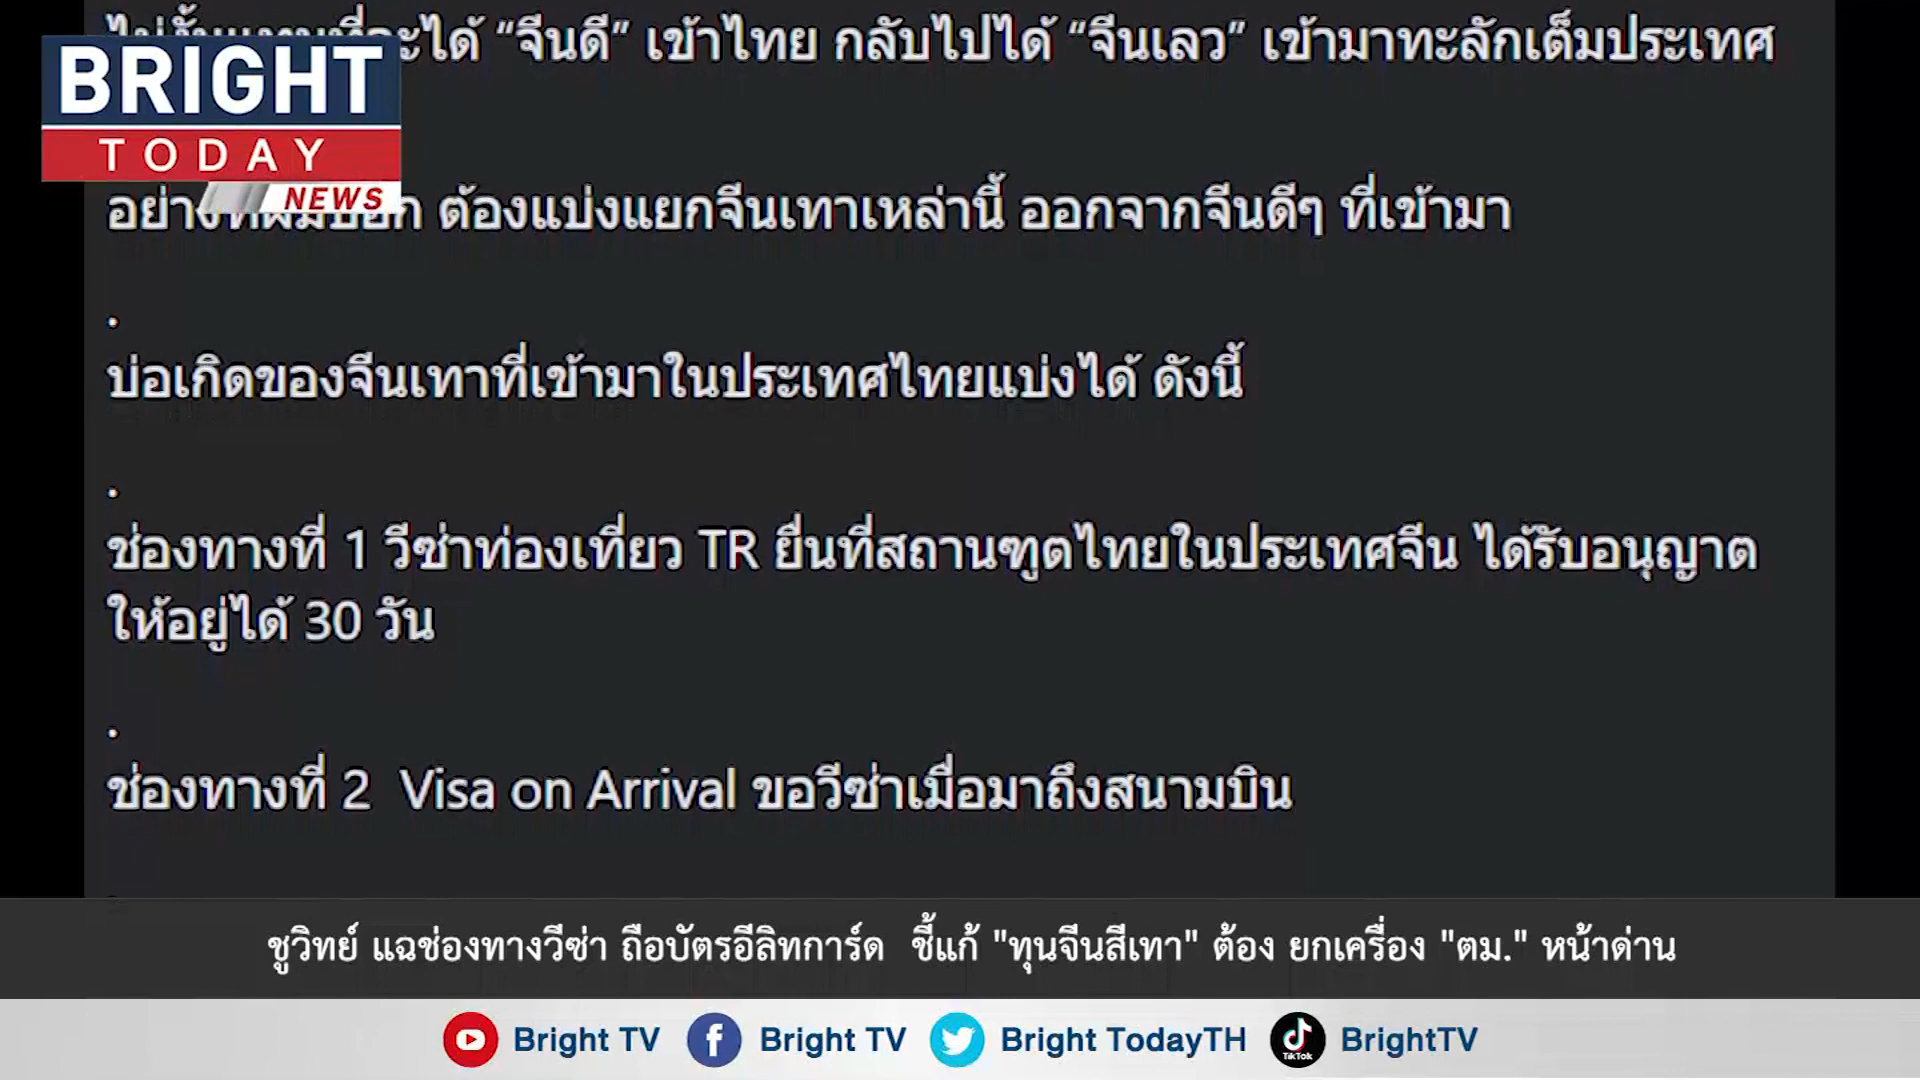 ได้ “จีนดี” เข้าไทย กลับไปได้ “จีนเลว” เข้ามาทะลักเต็มประเทศ
BRIGHT
TODAY
NEWS
ต้องแบ่งแยกจีนเทาเหล่านี้ ออกจากจีนดีๆ ที่เข้ามา
.
บ่อเกิดของจีนเทาที่เข้ามาในประเทศไทยแบ่งได้ ดังนี้
.
ช่องทางที่ 1 วีซ่าท่องเที่ยว TR ยื่นที่สถานฑูตไทยในประเทศจีน ได้รับอนุญาต
ให้อยู่ได้ 30 วัน
.
ช่องทางที่ 2 Visa on Arrival ขอวีซ่าเมื่อมาถึงสนามบิน
ชูวิทย์ แฉช่องทางวีซ่า ถือบัตรอีลิทการ์ด ชี้แก้ "ทุนจีนสีเทา" ต้อง ยกเครื่อง "ตม." หน้าด่าน
Bright TV Bright TV Bright TodayTH TikTok BrightTV